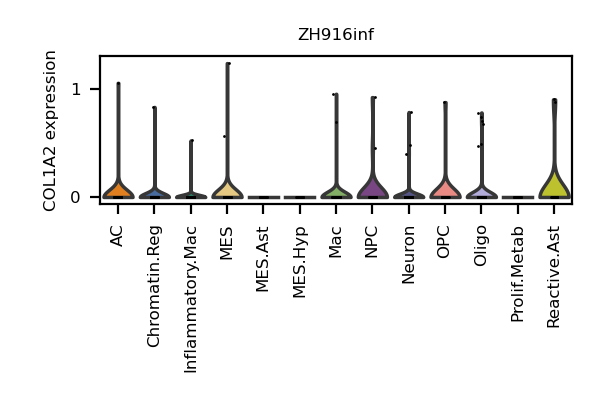 ZH916inf
COL1A2 expression
1
0
AC
Chromatin.Reg
Inflammatory.Mac
MES
MES.Ast
MES.Hyp
Mac
NPC
Neuron
OPC
Oligo
Prolif.Metab
Reactive.Ast